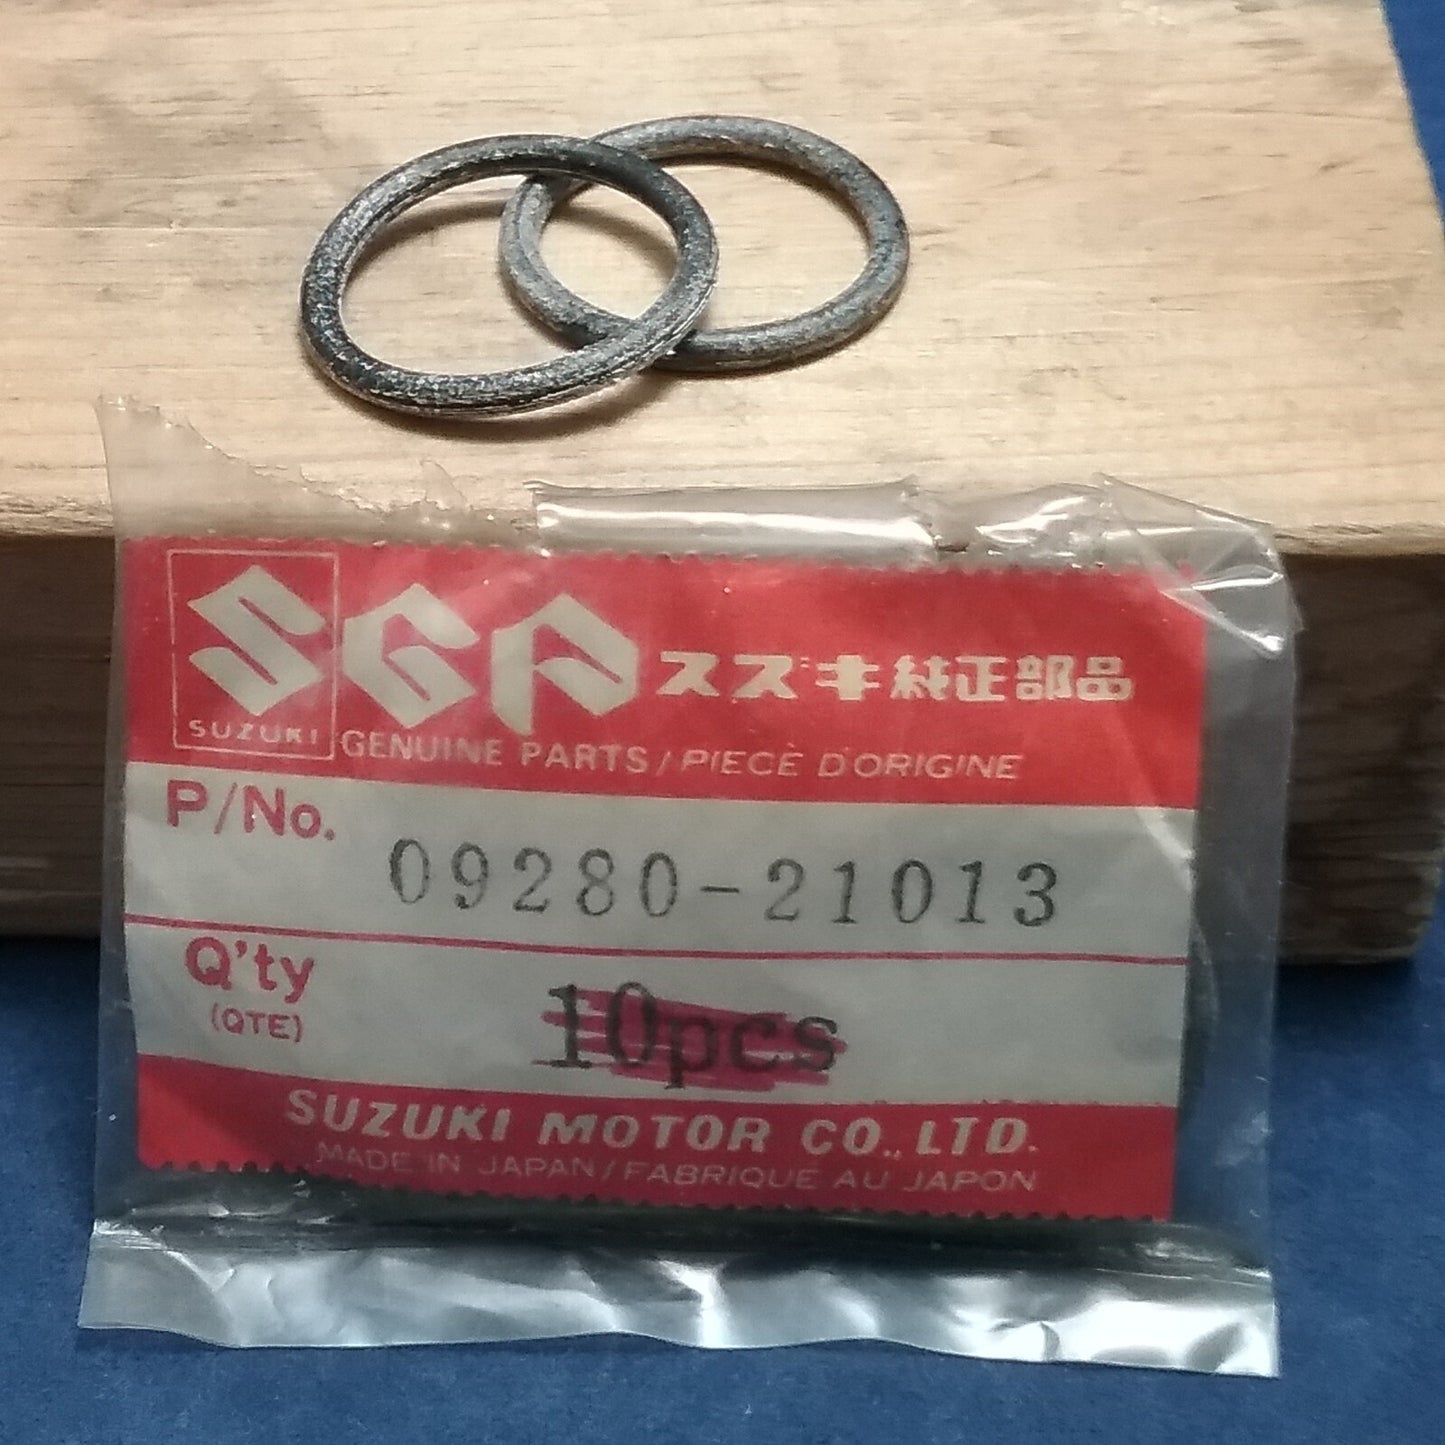 SGP スズキ純正部品
SUZUKI GENUINE PARTS / PIECÈ D'ORIGINE
P/No. 09280-21013
Q'ty 10pcs
(QTE)
SUZUKI MOTOR CO., LTD.
MADE IN JAPAN / FABRIQUE AU JAPON